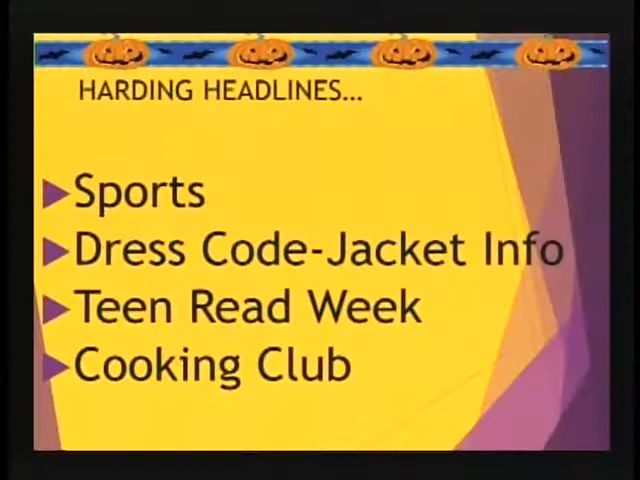 HARDING HEADLINES...
Sports
Dress Code-Jacket Info
Teen Read Week
Cooking Club